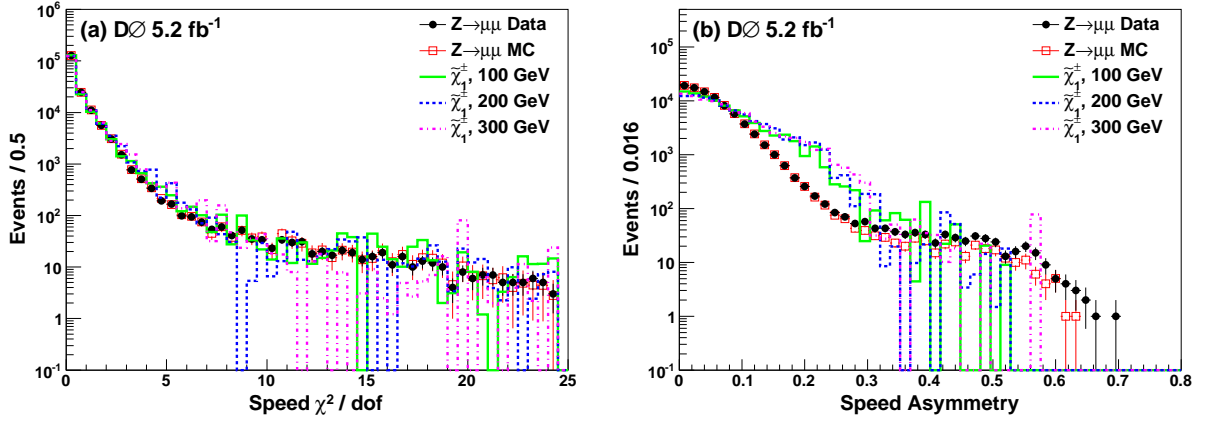 (a) DØ 5.2 fb⁻¹
Z→μμ Data
Z→μμ MC
χ̃₁±, 100 GeV
χ̃₁±, 200 GeV
χ̃₁±, 300 GeV
Events / 0.5
10⁶
10⁵
10⁴
10³
10²
10
1
10⁻¹
0 5 10 15 20 25
Speed χ² / dof
(b) DØ 5.2 fb⁻¹
Z→μμ Data
Z→μμ MC
χ̃₁±, 100 GeV
χ̃₁±, 200 GeV
χ̃₁±, 300 GeV
Events / 0.016
10⁵
10⁴
10³
10²
10
1
10⁻¹
0 0.1 0.2 0.3 0.4 0.5 0.6 0.7 0.8
Speed Asymmetry